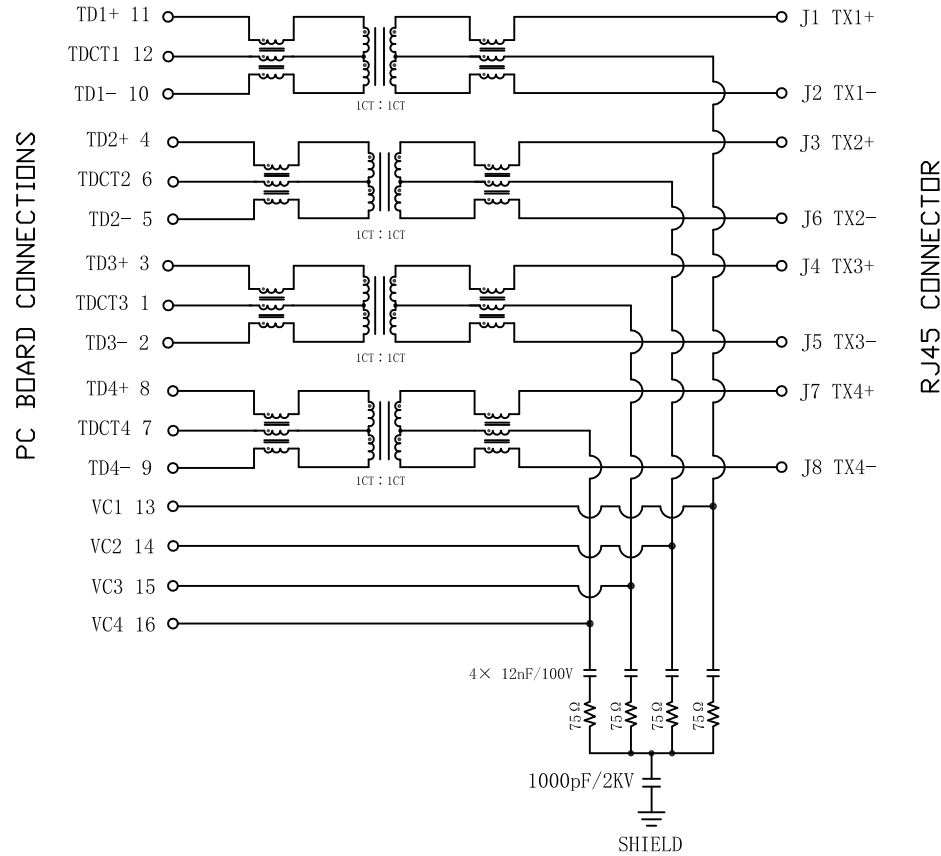 TD1+ 11
J1 TX1+
TDCT1 12
TD1- 10
J2 TX1-
1CT : 1CT
TD2+ 4
J3 TX2+
TDCT2 6
TD2- 5
J6 TX2-
1CT : 1CT
TD3+ 3
J4 TX3+
TDCT3 1
TD3- 2
J5 TX3-
1CT : 1CT
TD4+ 8
J7 TX4+
TDCT4 7
TD4- 9
J8 TX4-
1CT : 1CT
VC1 13
VC2 14
VC3 15
VC4 16
PC BOARD CONNECTIONS
RJ45 CONNECTOR
4× 12nF/100V
75Ω
75Ω
75Ω
75Ω
1000pF/2KV
SHIELD